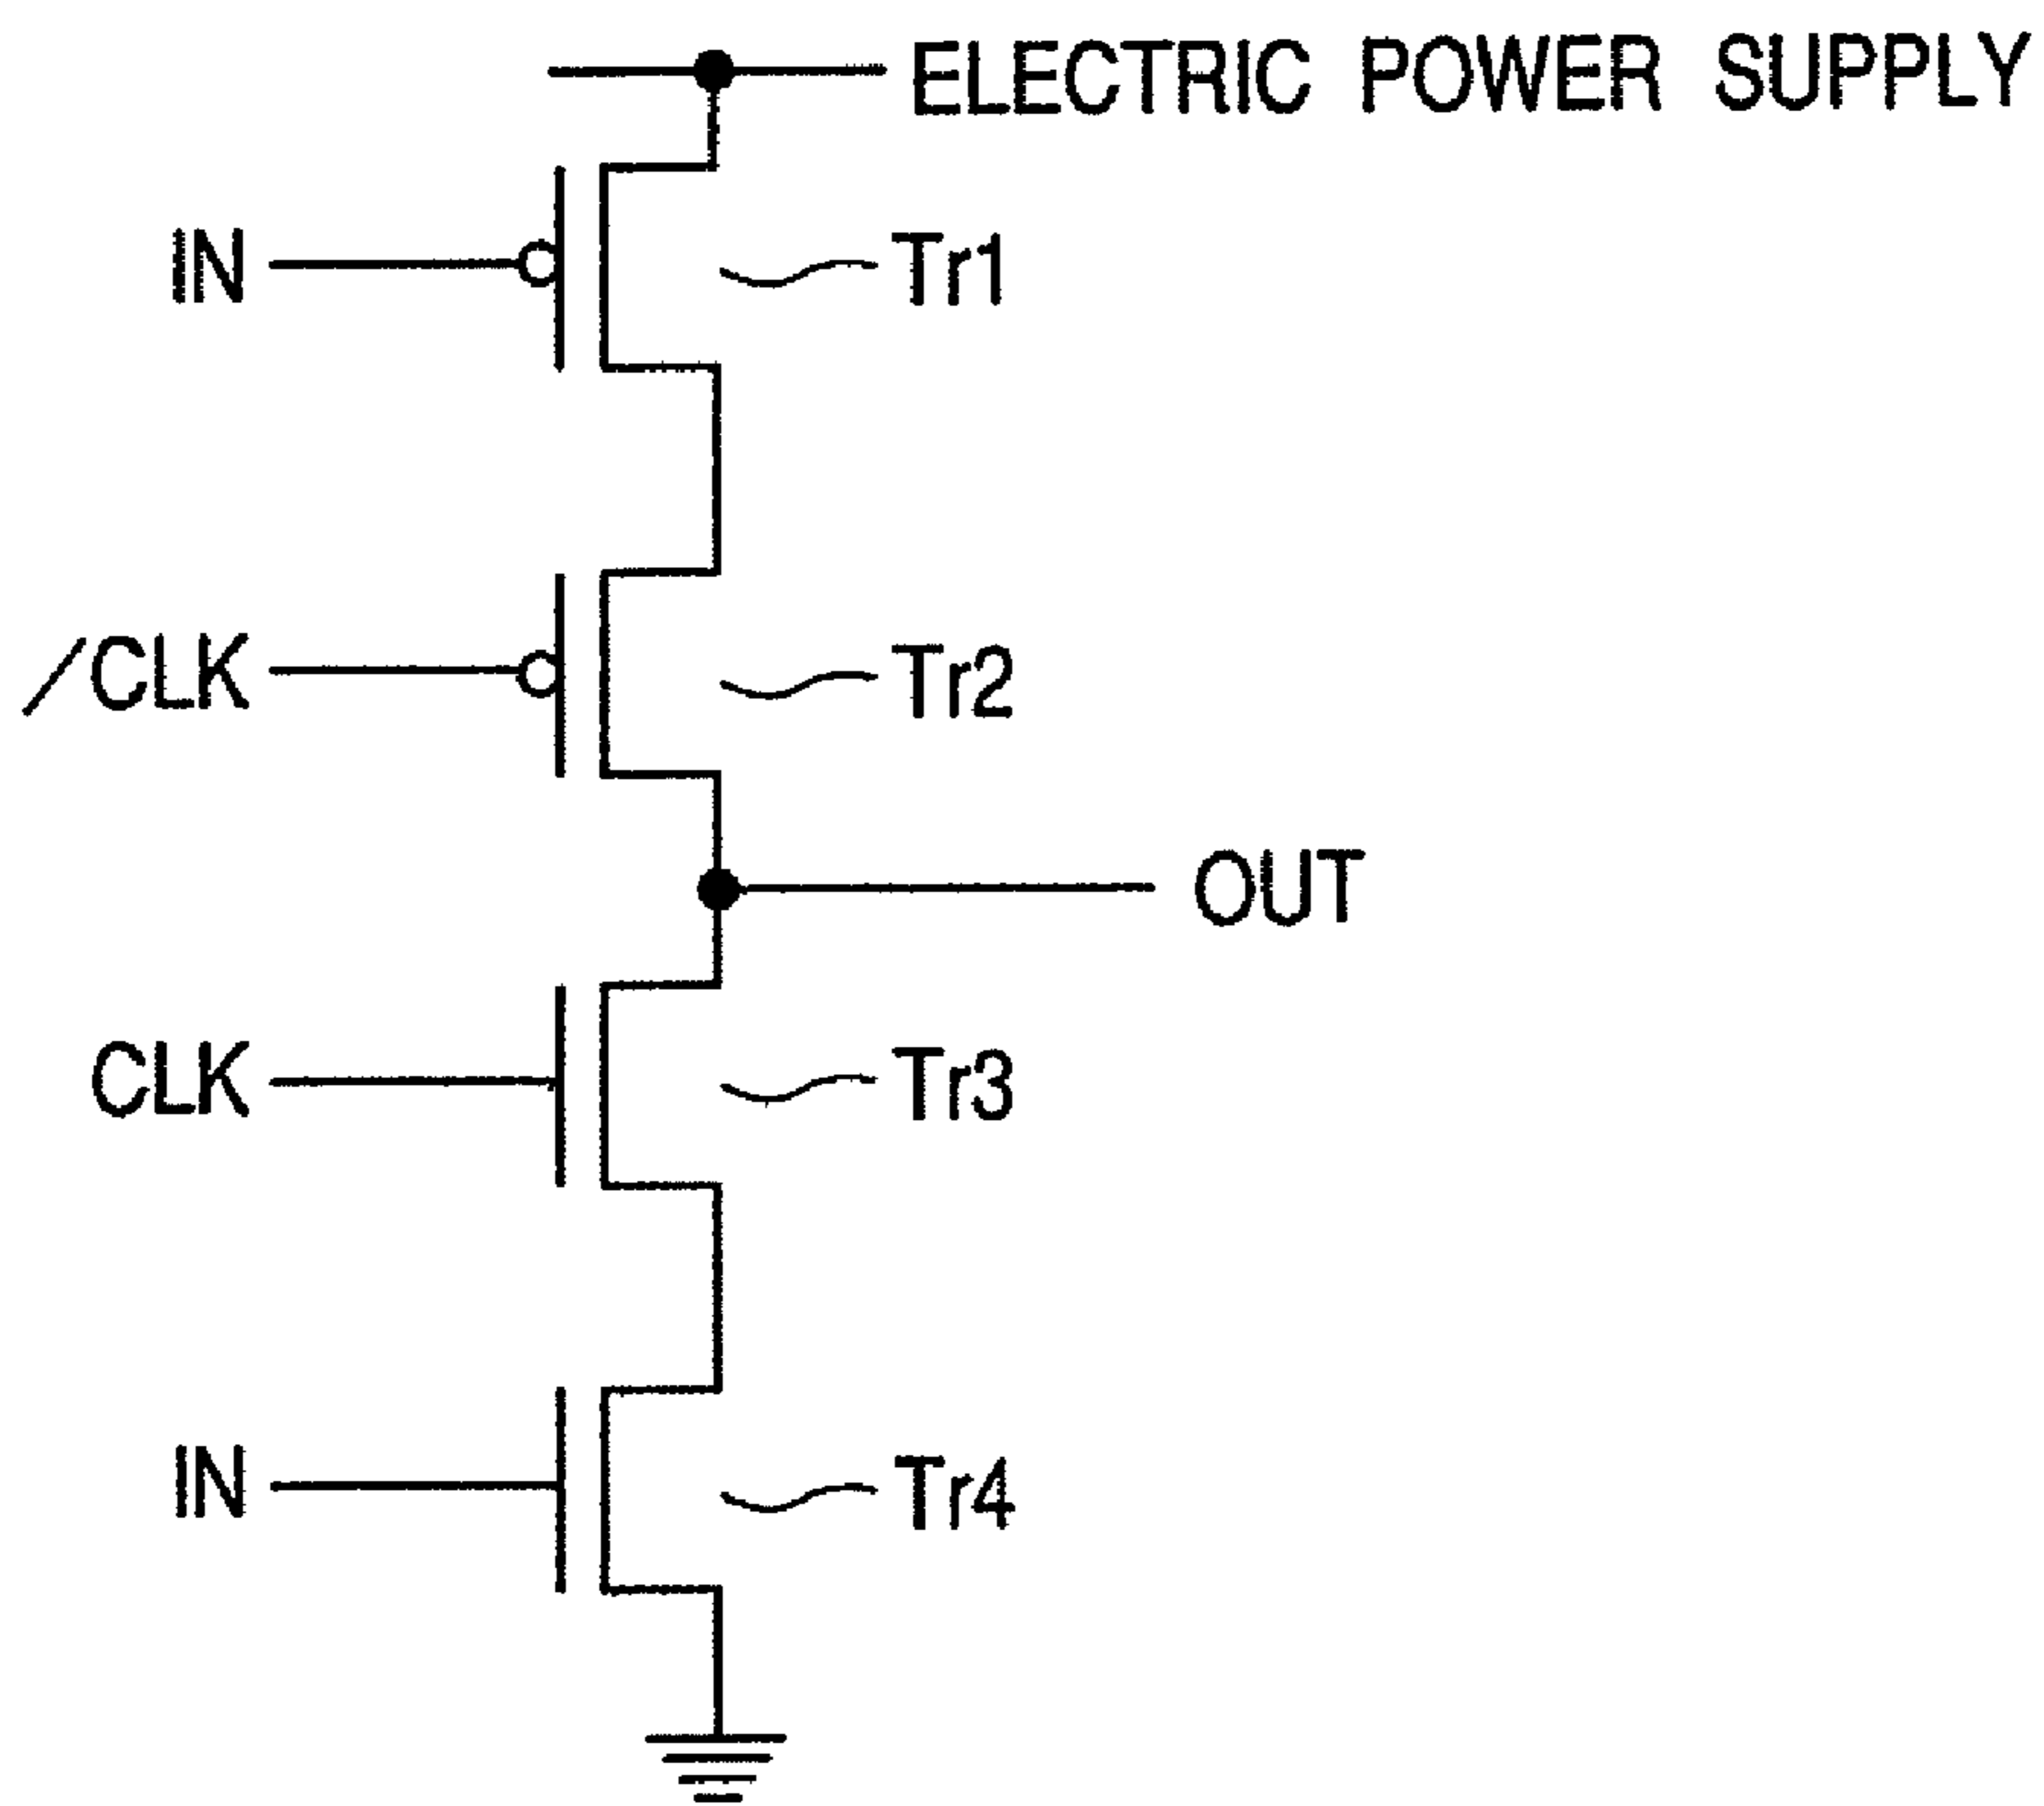 ELECTRIC POWER SUPPLY
IN
Tr1
/CLK
Tr2
OUT
CLK
Tr3
IN
Tr4